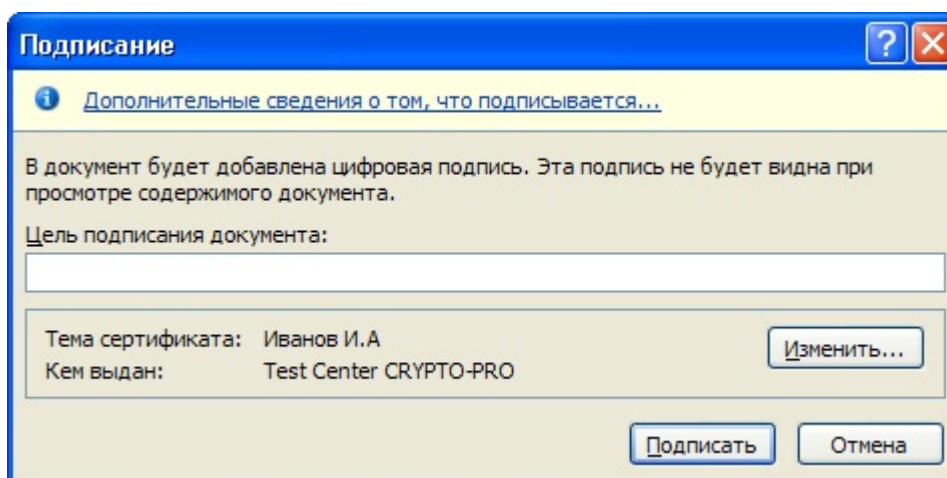 Подписание
Дополнительные сведения о том, что подписывается...
В документ будет добавлена цифровая подпись. Эта подпись не будет видна при
просмотре содержимого документа.
Цель подписания документа:
Тема сертификата: Иванов И.А
Изменить...
Кем выдан: Test Center CRYPTO-PRO
Подписать Отмена